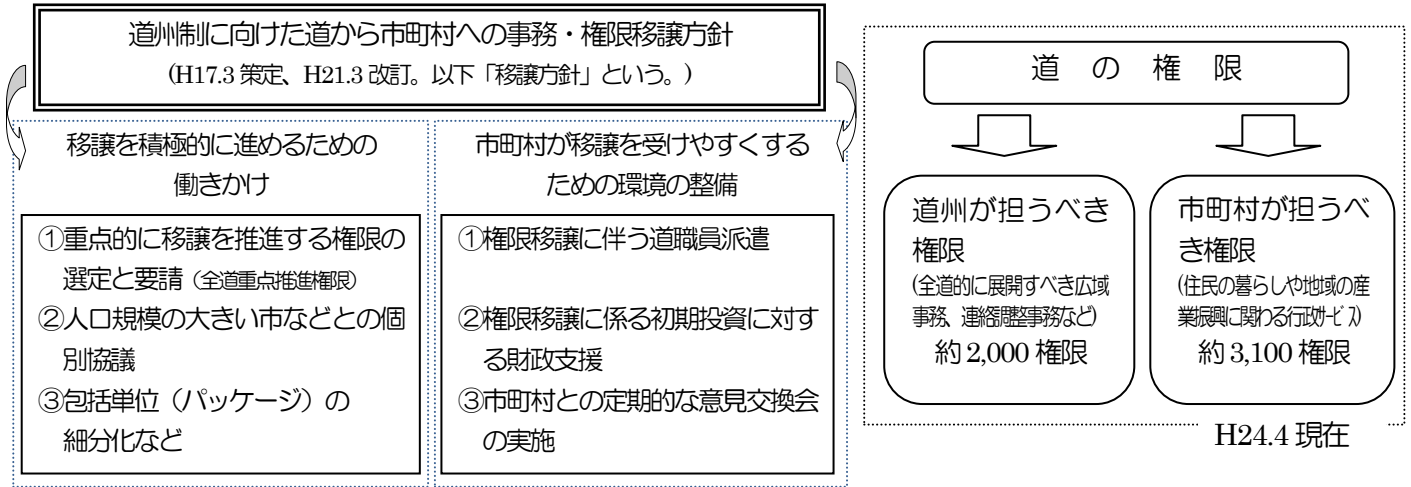 道州制に向けた道から市町村への事務・権限移譲方針
(H17.3 策定、H21.3 改訂。以下「移譲方針」という。)
移譲を積極的に進めるための
働きかけ
①重点的に移譲を推進する権限の
選定と要請（全道重点推進権限）
②人口規模の大きい市などとの個
別協議
③包括単位（パッケージ）の
細分化など
市町村が移譲を受けやすくする
ための環境の整備
①権限移譲に伴う道職員派遣
②権限移譲に係る初期投資に対す
る財政支援
③市町村との定期的な意見交換会
の実施
道 の 権 限
道州が担うべき
権限
(全道的に展開すべき広域
事務、連絡調整事務など)
約 2,000 権限
市町村が担うべ
き権限
(住民の暮らしや地域の産
業振興に関わる行政サービス)
約 3,100 権限
H24.4 現在